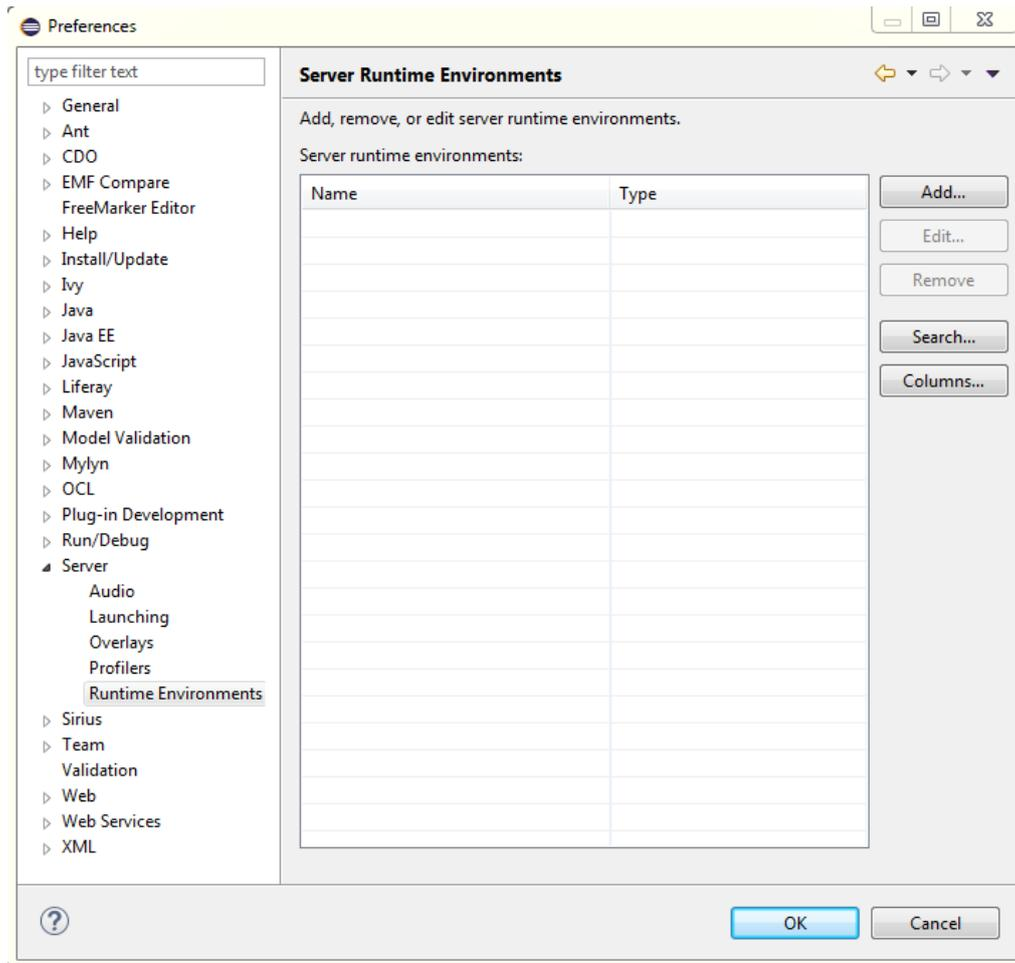 Preferences
type filter text
General
Ant
CDO
EMF Compare
FreeMarker Editor
Help
Install/Update
Ivy
Java
Java EE
JavaScript
Liferay
Maven
Model Validation
Mylyn
OCL
Plug-in Development
Run/Debug
Server
Audio
Launching
Overlays
Profilers
Runtime Environments
Sirius
Team
Validation
Web
Web Services
XML
Server Runtime Environments
Add, remove, or edit server runtime environments.
Server runtime environments:
Name Type
Add...
Edit...
Remove
Search...
Columns...
?
OK Cancel